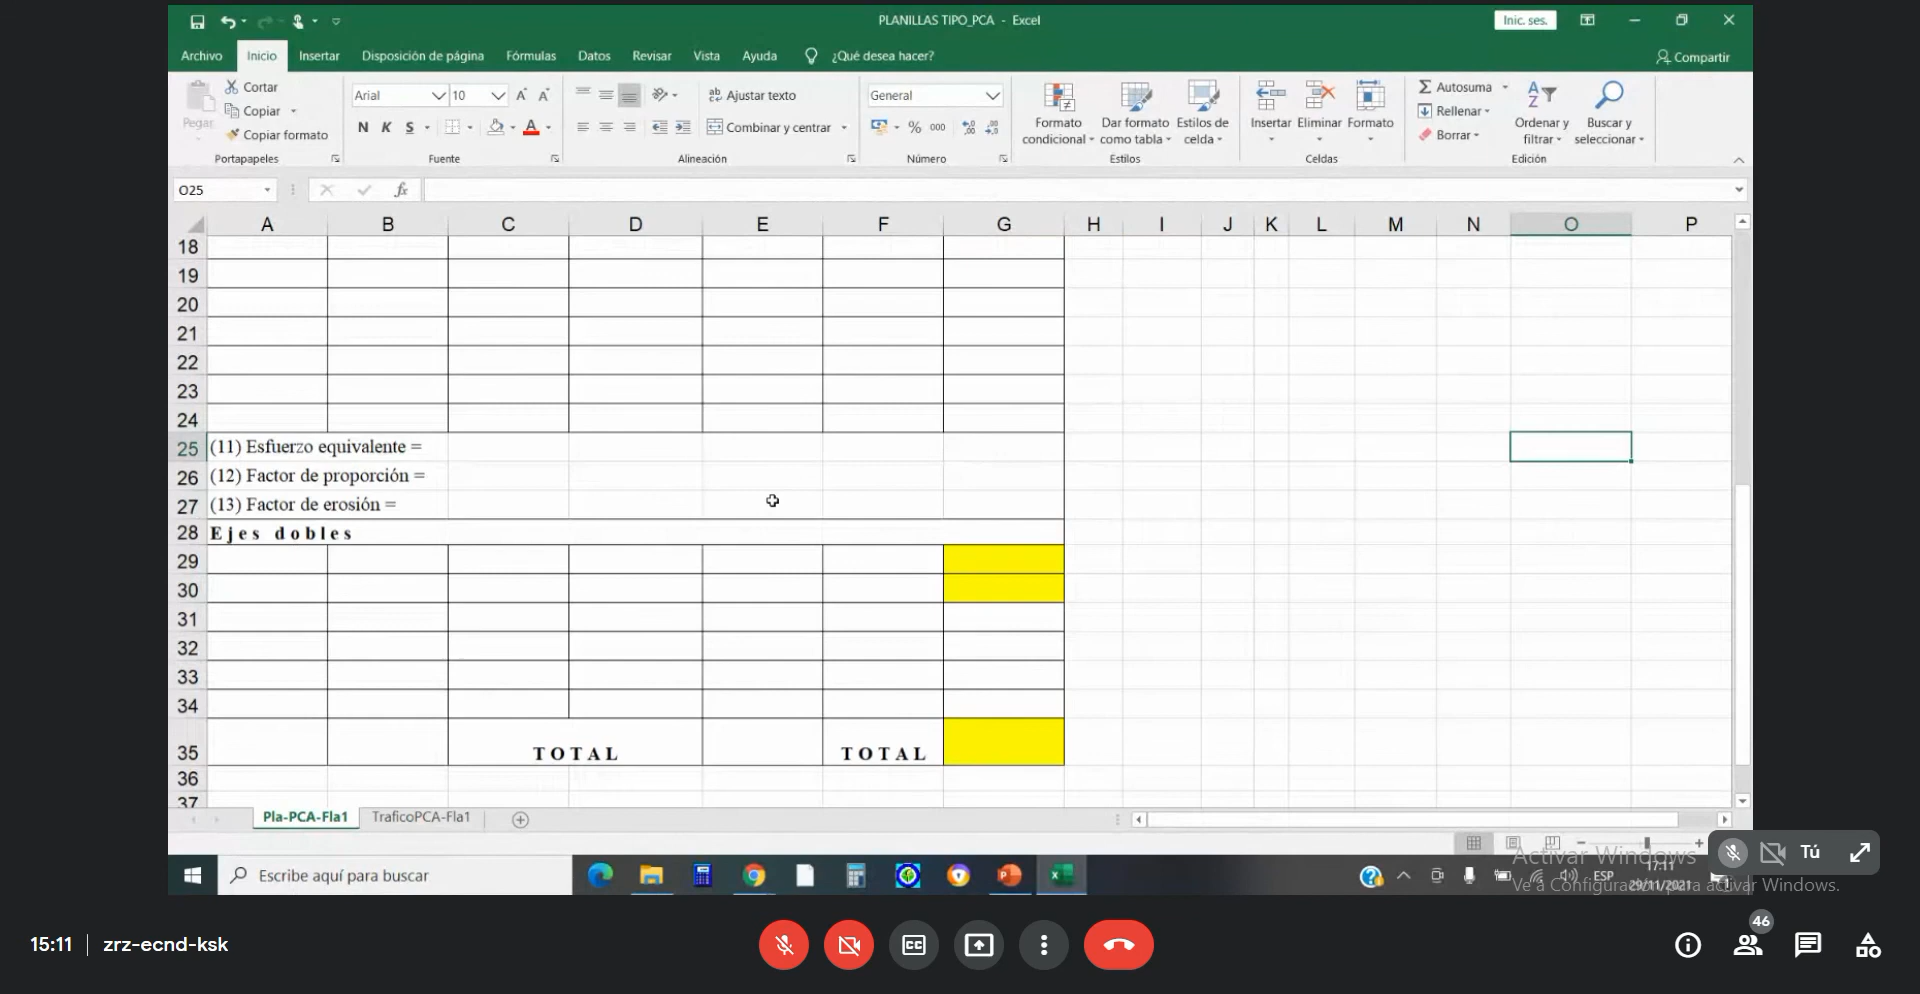 PLANILLAS TIPO_PCA - Excel
Inic. ses.
Archivo Inicio Insertar Disposición de página Fórmulas Datos Revisar Vista Ayuda ¿Qué desea hacer? Compartir
Pegar
Cortar
Copiar
Copiar formato
Portapapeles
Arial 10
N K S
Fuente
Ajustar texto
Combinar y centrar
Alineación
General
% 000
Número
Formato condicional
Dar formato como tabla
Estilos de celda
Estilos
Insertar Eliminar Formato
Celdas
Autosuma
Rellenar
Borrar
Ordenar y filtrar
Buscar y seleccionar
Edición
O25 fx
A B C D E F G H I J K L M N O P
18
19
20
21
22
23
24
25 (11) Esfuerzo equivalente =
26 (12) Factor de proporción =
27 (13) Factor de erosión =
28 Ejes dobles
29
30
31
32
33
34
35 TOTAL TOTAL
36
37
Pla-PCA-Fla1 TraficoPCA-Fla1
Activar Windows
Ve a Configuración para activar Windows.
Tú
Escribe aquí para buscar
ESP
17:11
29/11/2021
15:11 zrz-ecnd-ksk
CC
46